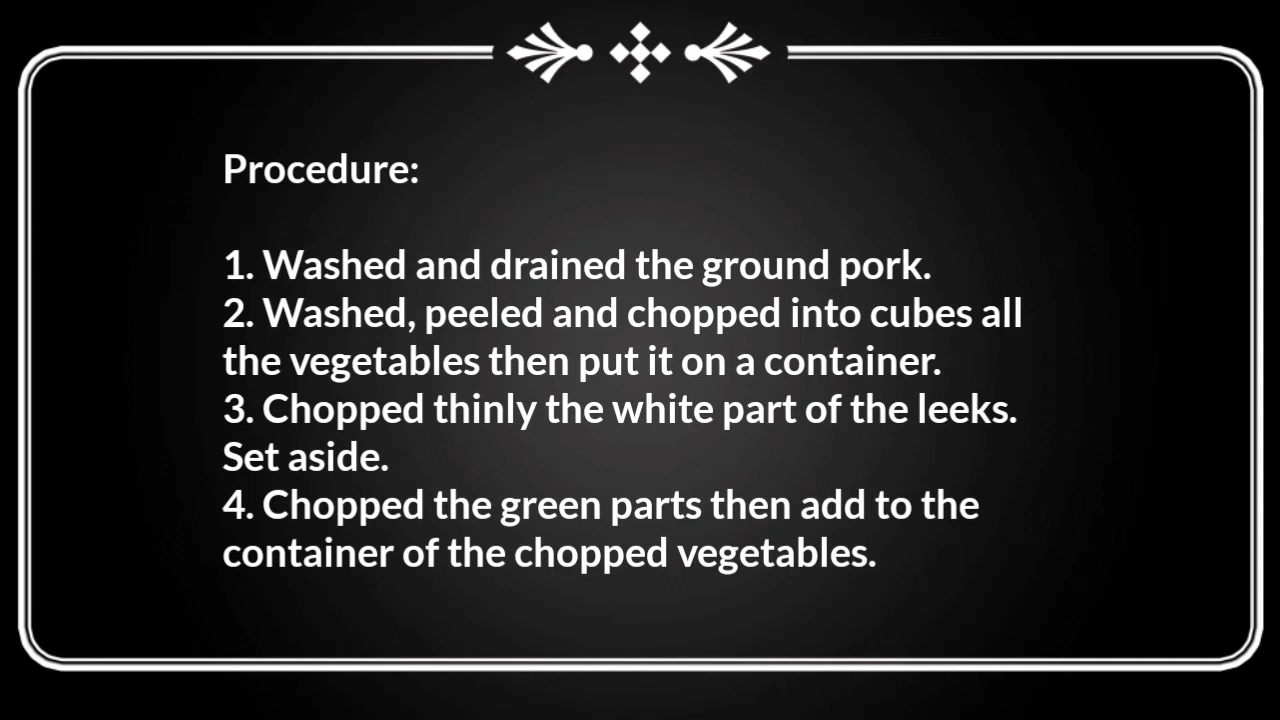 Procedure:
1. Washed and drained the ground pork.
2. Washed, peeled and chopped into cubes all
the vegetables then put it on a container.
3. Chopped thinly the white part of the leeks.
Set aside.
4. Chopped the green parts then add to the
container of the chopped vegetables.